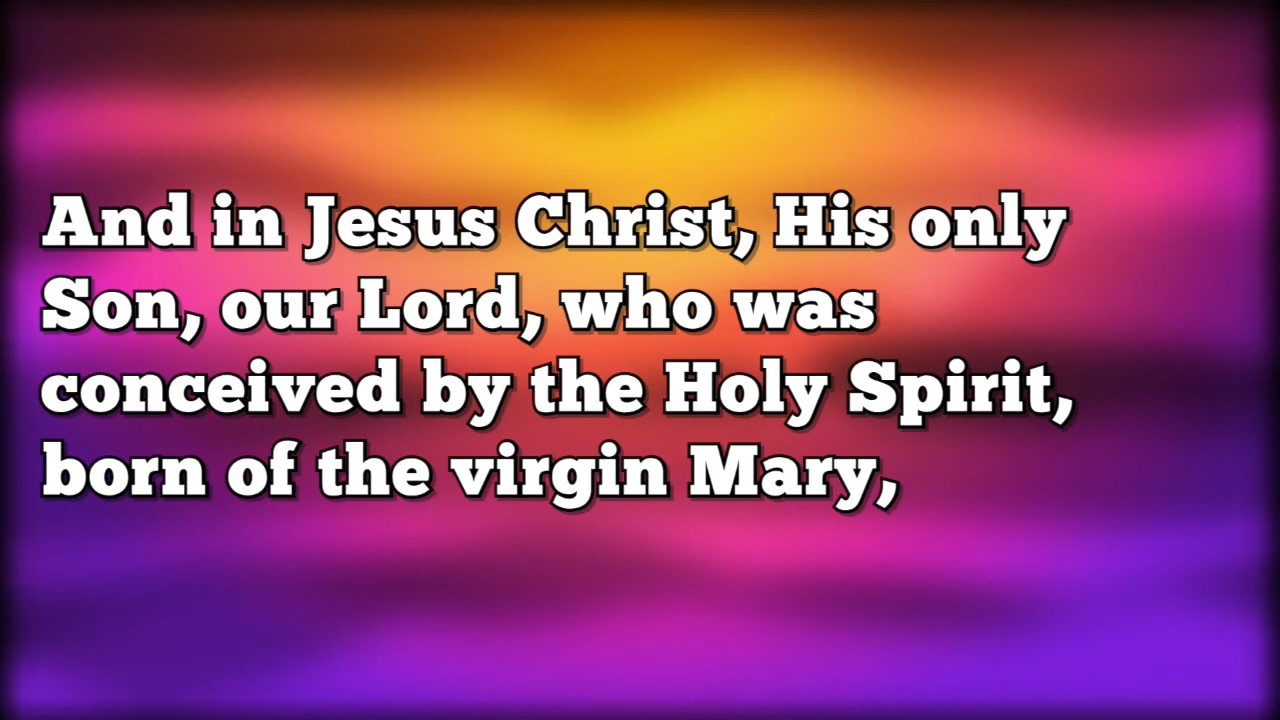 And in Jesus Christ, His only
Son, our Lord, who was
conceived by the Holy Spirit,
born of the virgin Mary,